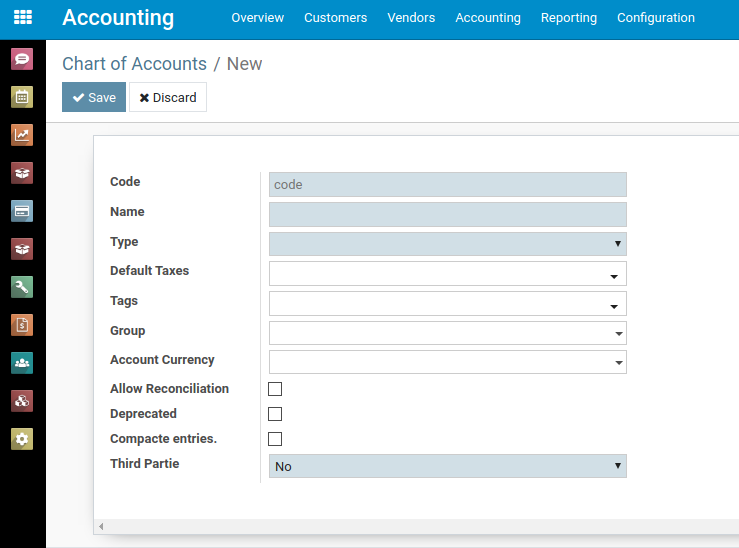 Accounting Overview Customers Vendors Accounting Reporting Configuration
Chart of Accounts / New
Save Discard
Code code
Name
Type
Default Taxes
Tags
Group
Account Currency
Allow Reconciliation
Deprecated
Compacte entries.
Third Partie No